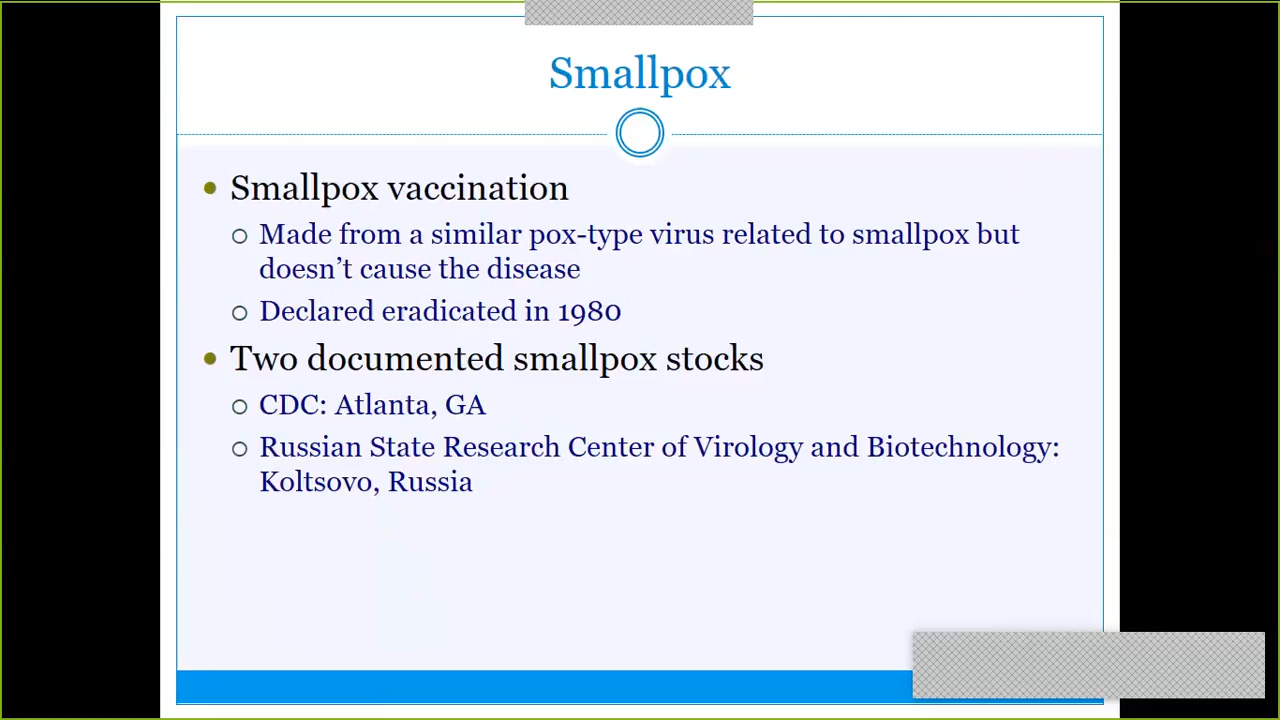 Smallpox
Smallpox vaccination
Made from a similar pox-type virus related to smallpox but
doesn’t cause the disease
Declared eradicated in 1980
Two documented smallpox stocks
CDC: Atlanta, GA
Russian State Research Center of Virology and Biotechnology:
Koltsovo, Russia